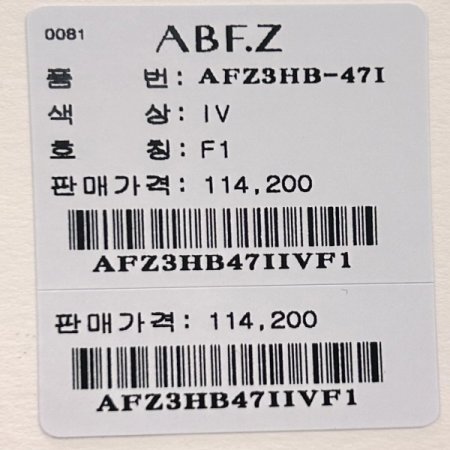 0081 ABF.Z
품 번: AFZ3HB-47I
색 상: IV
호 칭: F1
판매가격: 114,200
AFZ3HB47IIVF1
판매가격: 114,200
AFZ3HB47IIVF1